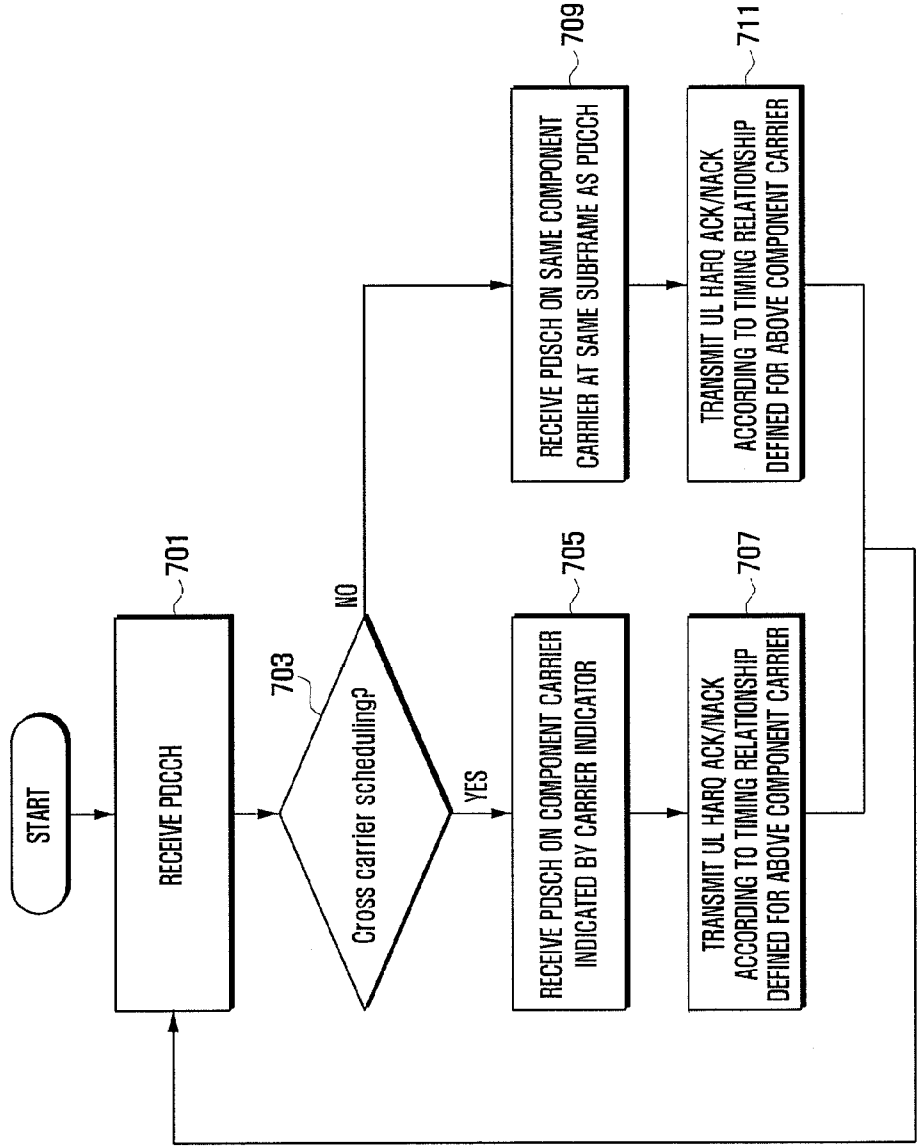 START
701
RECEIVE PDCCH
703
Cross carrier scheduling?
NO
YES
705
RECEIVE PDSCH ON COMPONENT CARRIER
INDICATED BY CARRIER INDICATOR
707
TRANSMIT UL HARQ ACK/NACK
ACCORDING TO TIMING RELATIONSHIP
DEFINED FOR ABOVE COMPONENT CARRIER
709
RECEIVE PDSCH ON SAME COMPONENT
CARRIER AT SAME SUBFRAME AS PDCCH
711
TRANSMIT UL HARQ ACK/NACK
ACCORDING TO TIMING RELATIONSHIP
DEFINED FOR ABOVE COMPONENT CARRIER